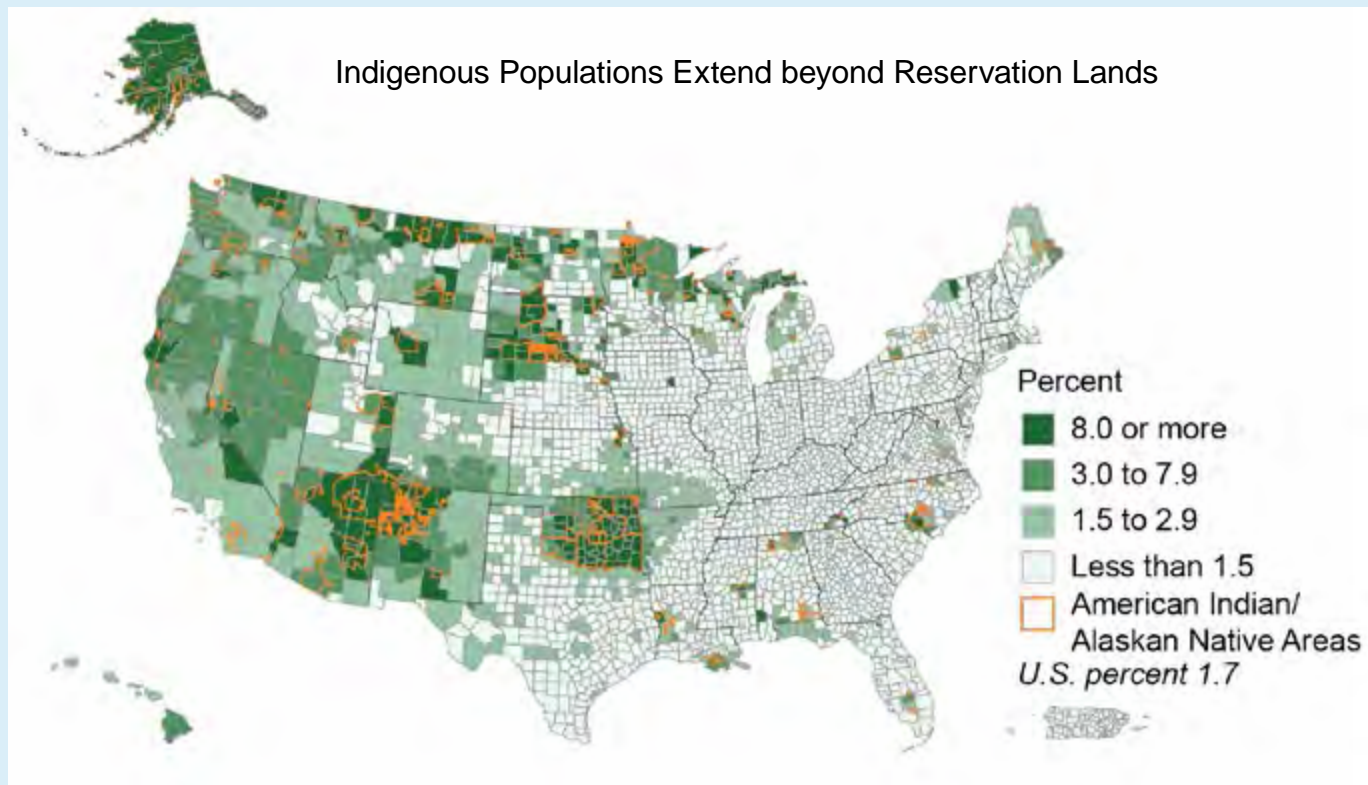 Indigenous Populations Extend beyond Reservation Lands
Percent
8.0 or more
3.0 to 7.9
1.5 to 2.9
Less than 1.5
American Indian/
Alaskan Native Areas
U.S. percent 1.7